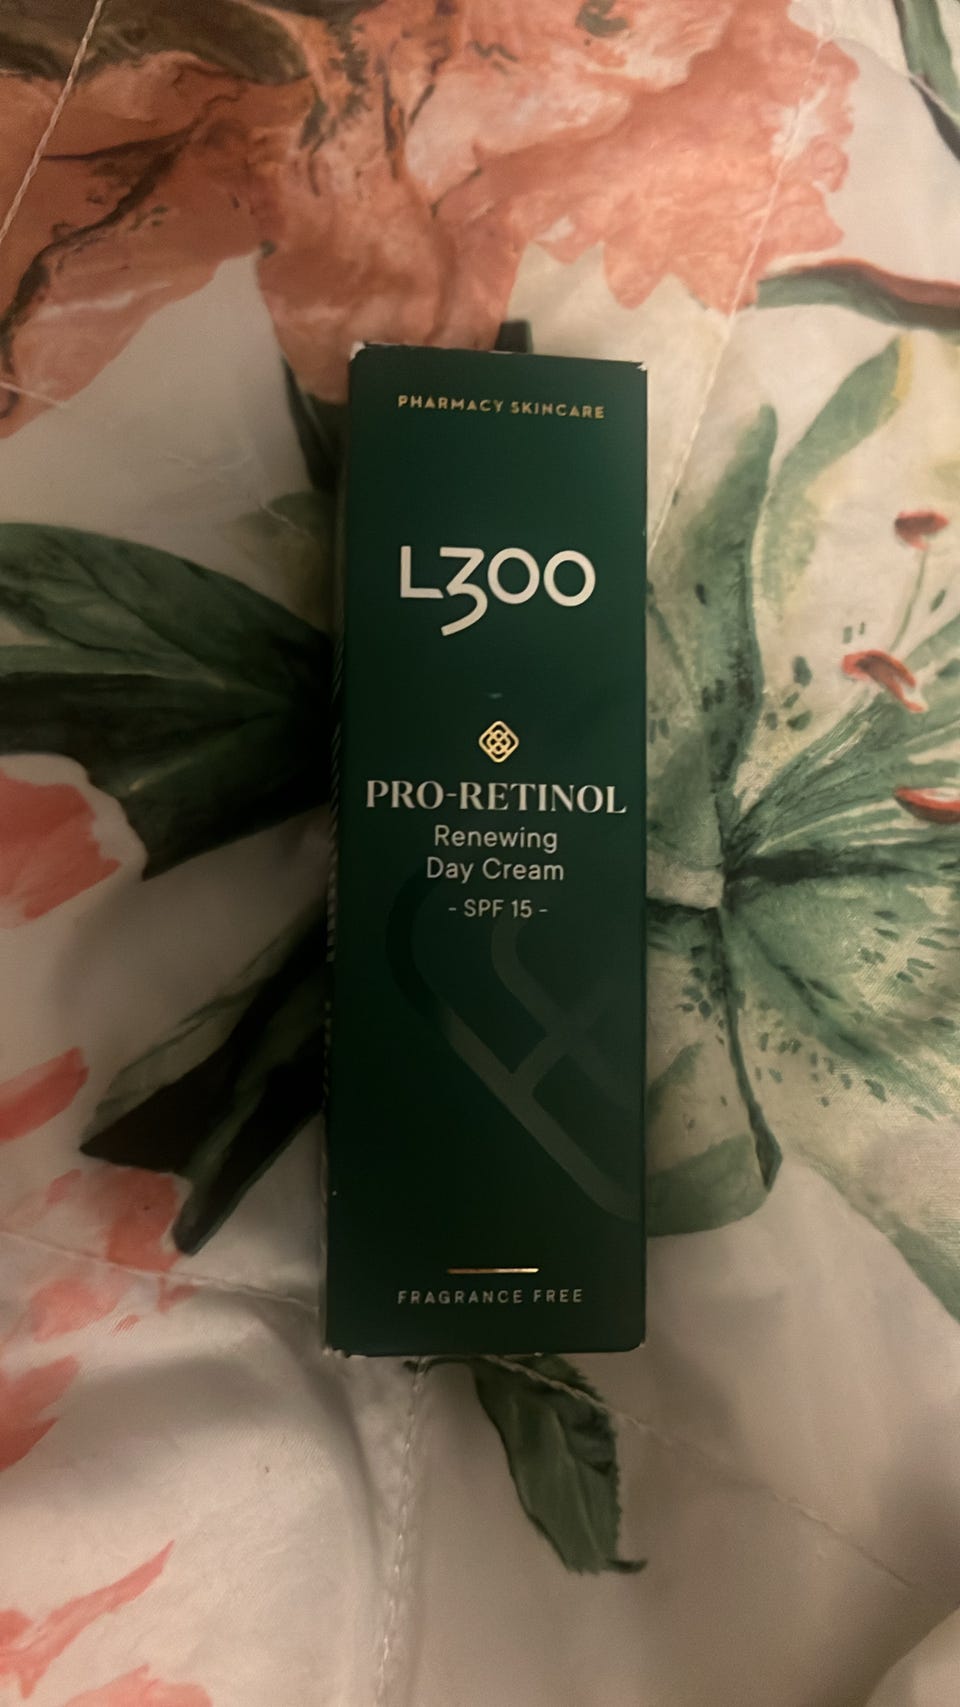 PHARMACY SKINCARE
L300
PRO-RETINOL
Renewing
Day Cream
- SPF 15 -
FRAGRANCE FREE